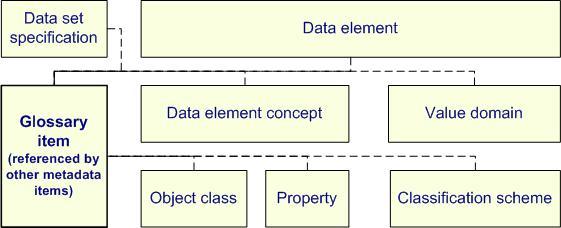 Data set
specification
Data element
Glossary
item
(referenced by
other metadata
items)
Data element concept
Value domain
Object class
Property
Classification scheme